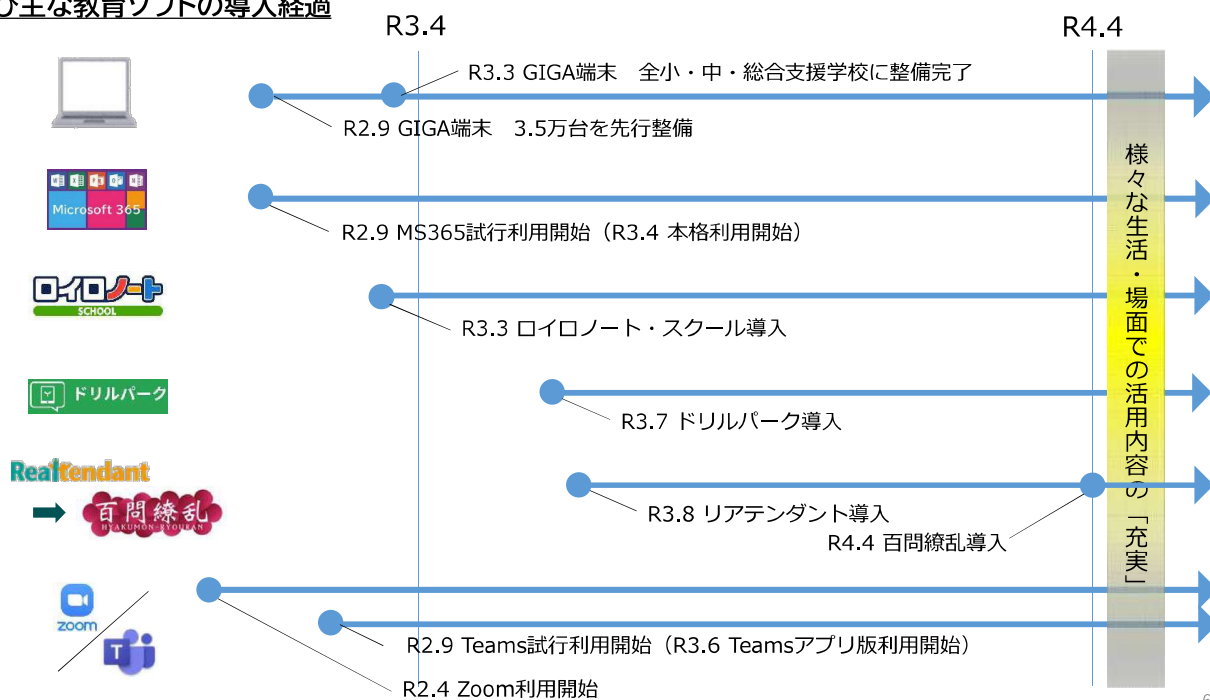 び主な教育ソフトの導入経過
R3.4
R4.4
R3.3 GIGA端末　全小・中・総合支援学校に整備完了
R2.9 GIGA端末　3.5万台を先行整備
Microsoft 365
R2.9 MS365試行利用開始（R3.4 本格利用開始）
ロイロノート
SCHOOL
R3.3 ロイロノート・スクール導入
ドリルパーク
R3.7 ドリルパーク導入
Realtendant
百問繚乱
HYAKUMON-RYOURAN
R3.8 リアテンダント導入
R4.4 百問繚乱導入
zoom
T
R2.9 Teams試行利用開始（R3.6 Teamsアプリ版利用開始）
R2.4 Zoom利用開始
様々な生活・場面での活用内容の「充実」
6